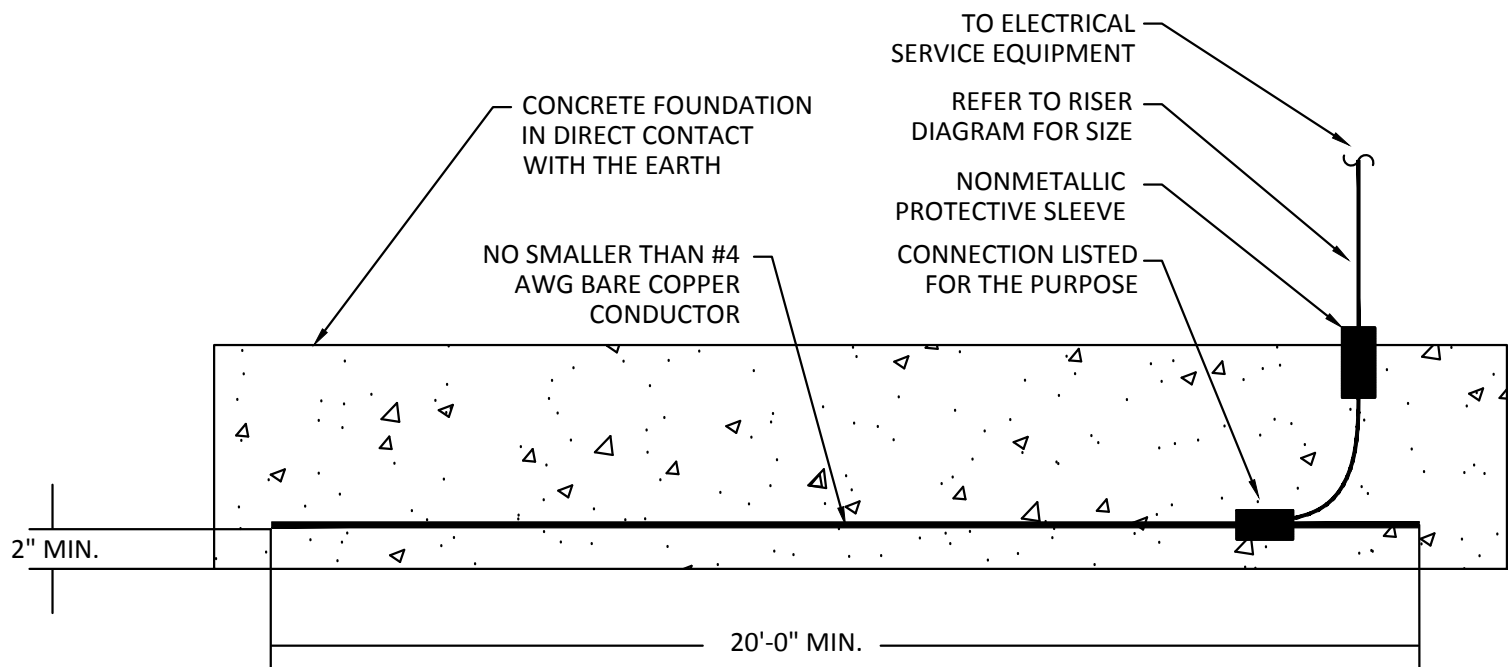 TO ELECTRICAL
SERVICE EQUIPMENT
CONCRETE FOUNDATION
IN DIRECT CONTACT
WITH THE EARTH
REFER TO RISER
DIAGRAM FOR SIZE
NONMETALLIC
PROTECTIVE SLEEVE
NO SMALLER THAN #4
AWG BARE COPPER
CONDUCTOR
CONNECTION LISTED
FOR THE PURPOSE
2" MIN.
20'-0" MIN.